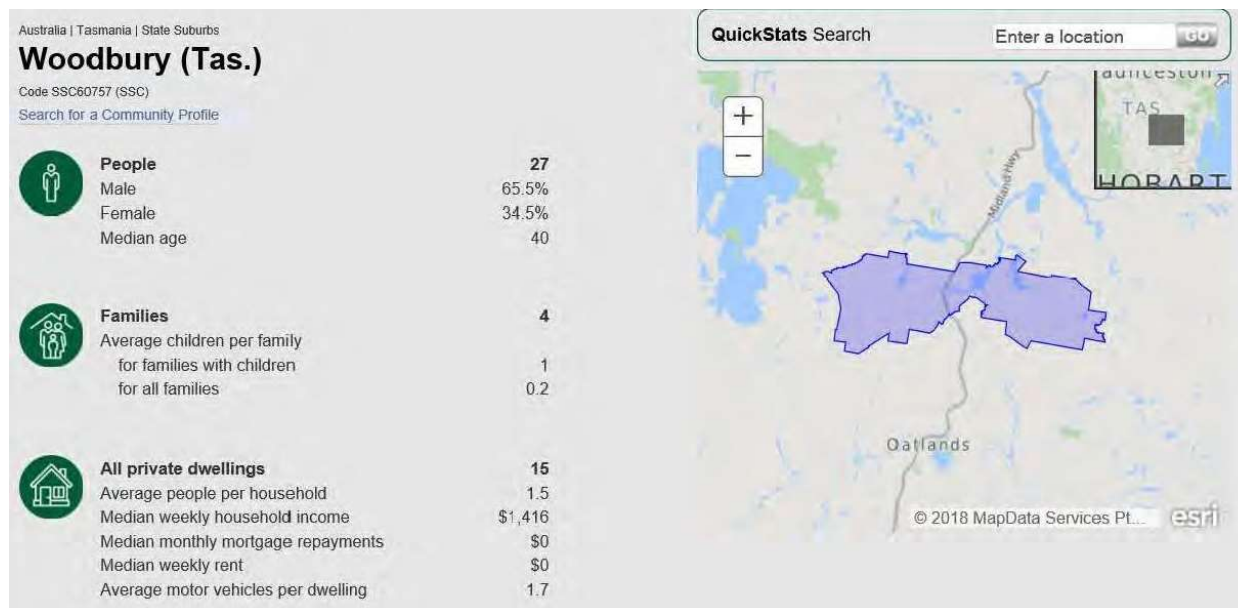 Australia | Tasmania | State Suburbs
Woodbury (Tas.)
Code SSC60757 (SSC)
Search for a Community Profile
People 27
Male 65.5%
Female 34.5%
Median age 40
Families 4
Average children per family
for families with children 1
for all families 0.2
All private dwellings 15
Average people per household 1.5
Median weekly household income $1,416
Median monthly mortgage repayments $0
Median weekly rent $0
Average motor vehicles per dwelling 1.7
QuickStats Search Enter a location GO
+
−
TAS
HOBART
Midland Hwy
Oatlands
© 2018 MapData Services Pt... esri